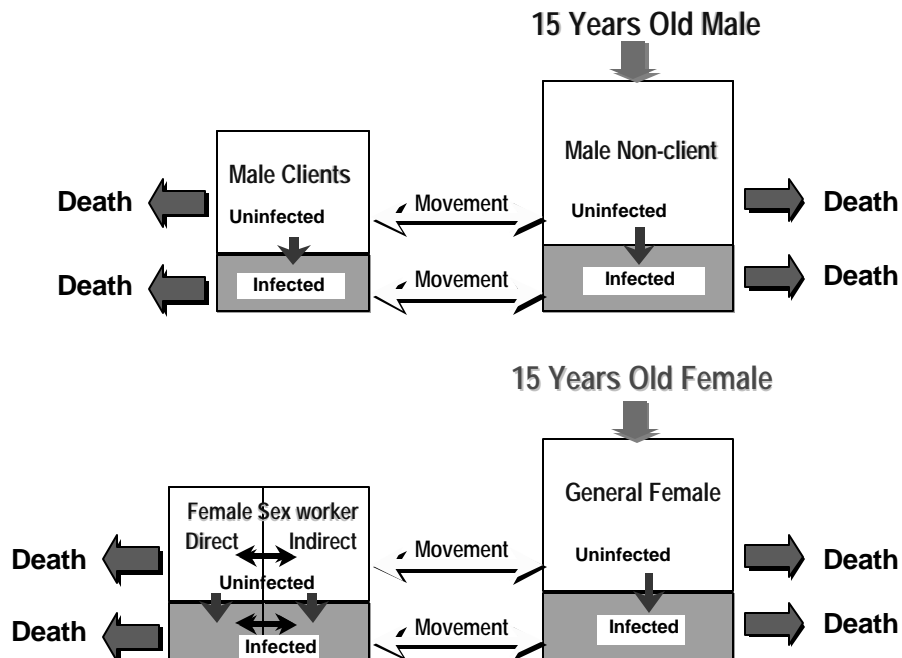 15 Years Old Male
Male Non-client
Male Clients
Death
Uninfected
Movement
Uninfected
Death
Death
Infected
Movement
Infected
Death
15 Years Old Female
General Female
Female Sex worker
Direct
Indirect
Death
Uninfected
Movement
Uninfected
Death
Death
Infected
Movement
Infected
Death